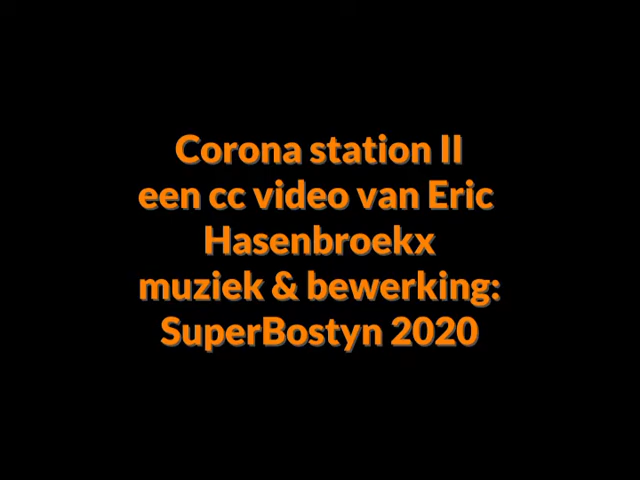 Corona station II
een cc video van Eric
Hasenbroekx
muziek & bewerking:
SuperBostyn 2020